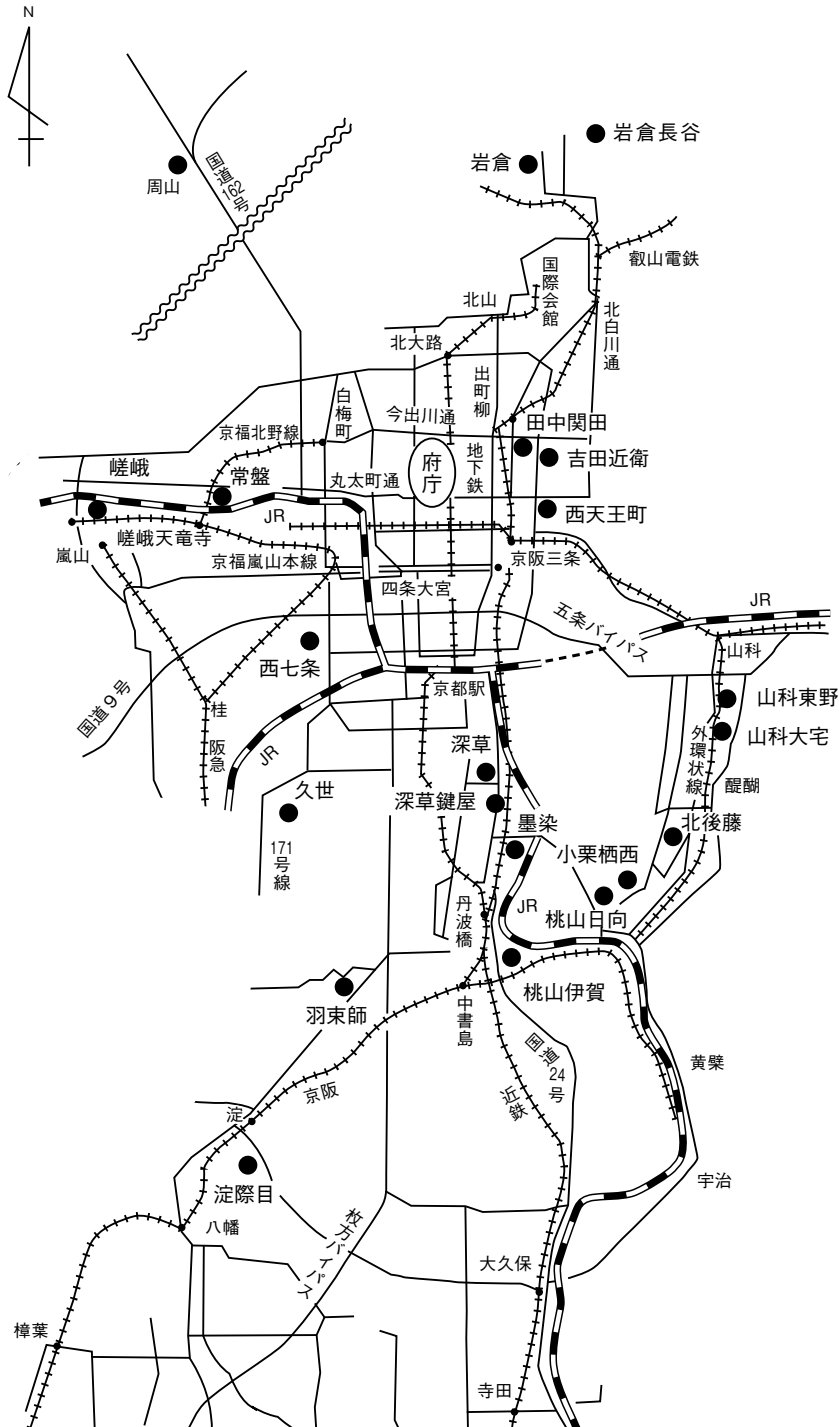 N
岩倉長谷
岩倉
周山
国道162号
叡山電鉄
国際会館
北山
北白川通
北大路
出町柳
白梅町
今出川通
田中関田
京福北野線
地下鉄
府庁
吉田近衛
嵯峨
常盤
丸太町通
西天王町
JR
嵯峨天竜寺
嵐山
京福嵐山本線
京阪三条
四条大宮
五条バイパス
JR
山科
西七条
京都駅
山科東野
国道9号
桂
阪急
JR
深草
外環状線
山科大宅
醍醐
久世
深草鍵屋
墨染
北後藤
171号線
小栗栖西
丹波橋
JR
桃山日向
羽束師
中書島
桃山伊賀
国道24号
黄檗
京阪
近鉄
淀
宇治
淀際目
八幡
枚方バイパス
大久保
樟葉
寺田